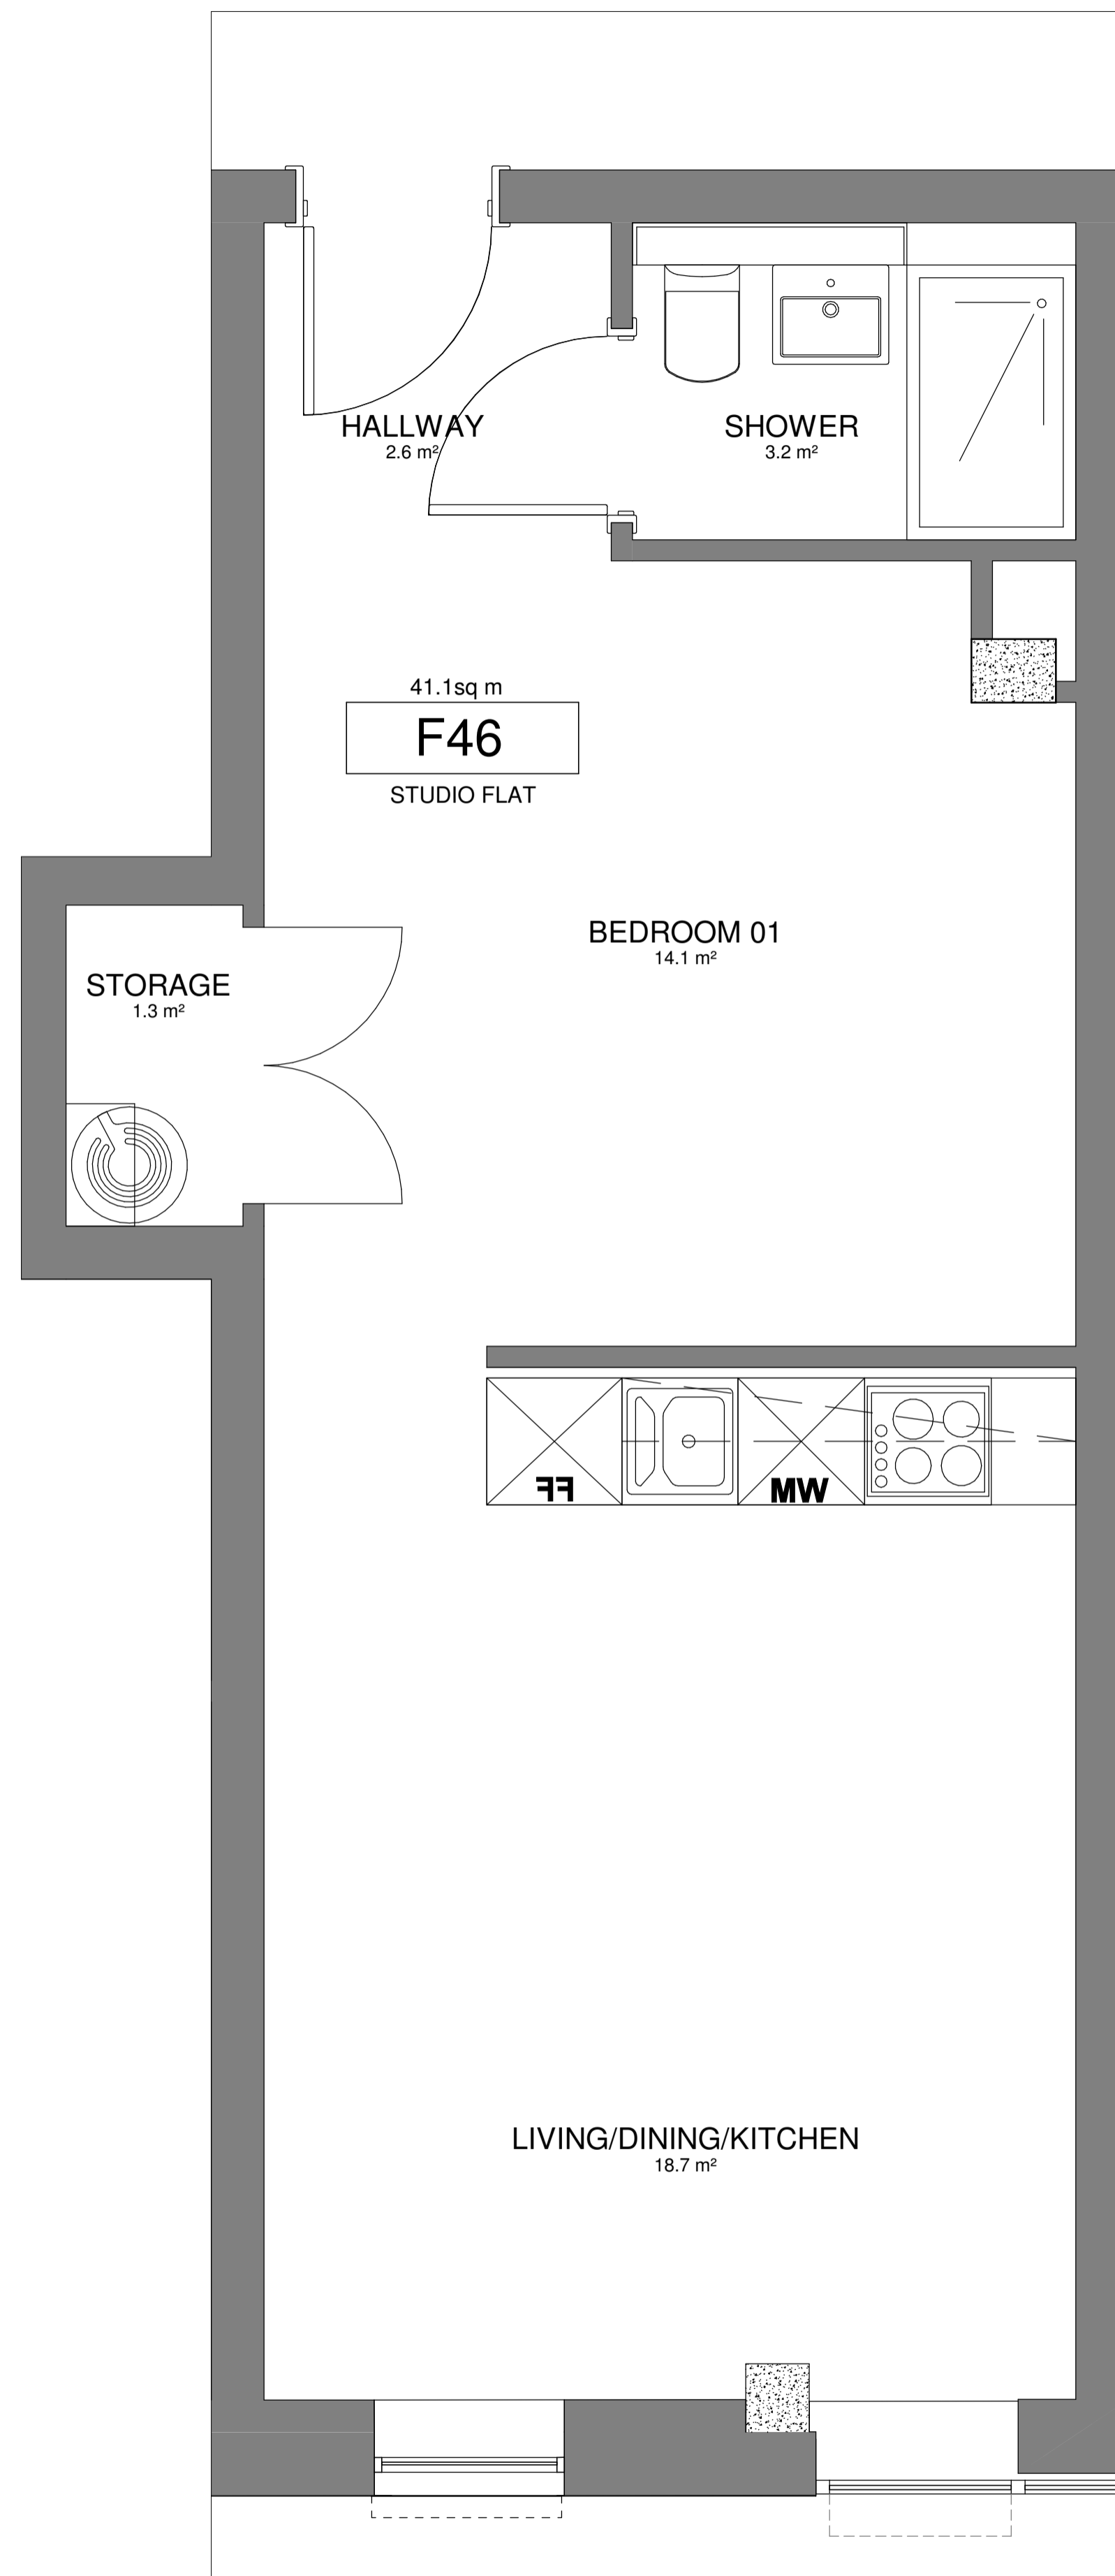 HALLWAY
2.6 m²
SHOWER
3.2 m²
41.1sq m
F46
STUDIO FLAT
BEDROOM 01
14.1 m²
STORAGE
1.3 m²
FF
MW
LIVING/DINING/KITCHEN
18.7 m²